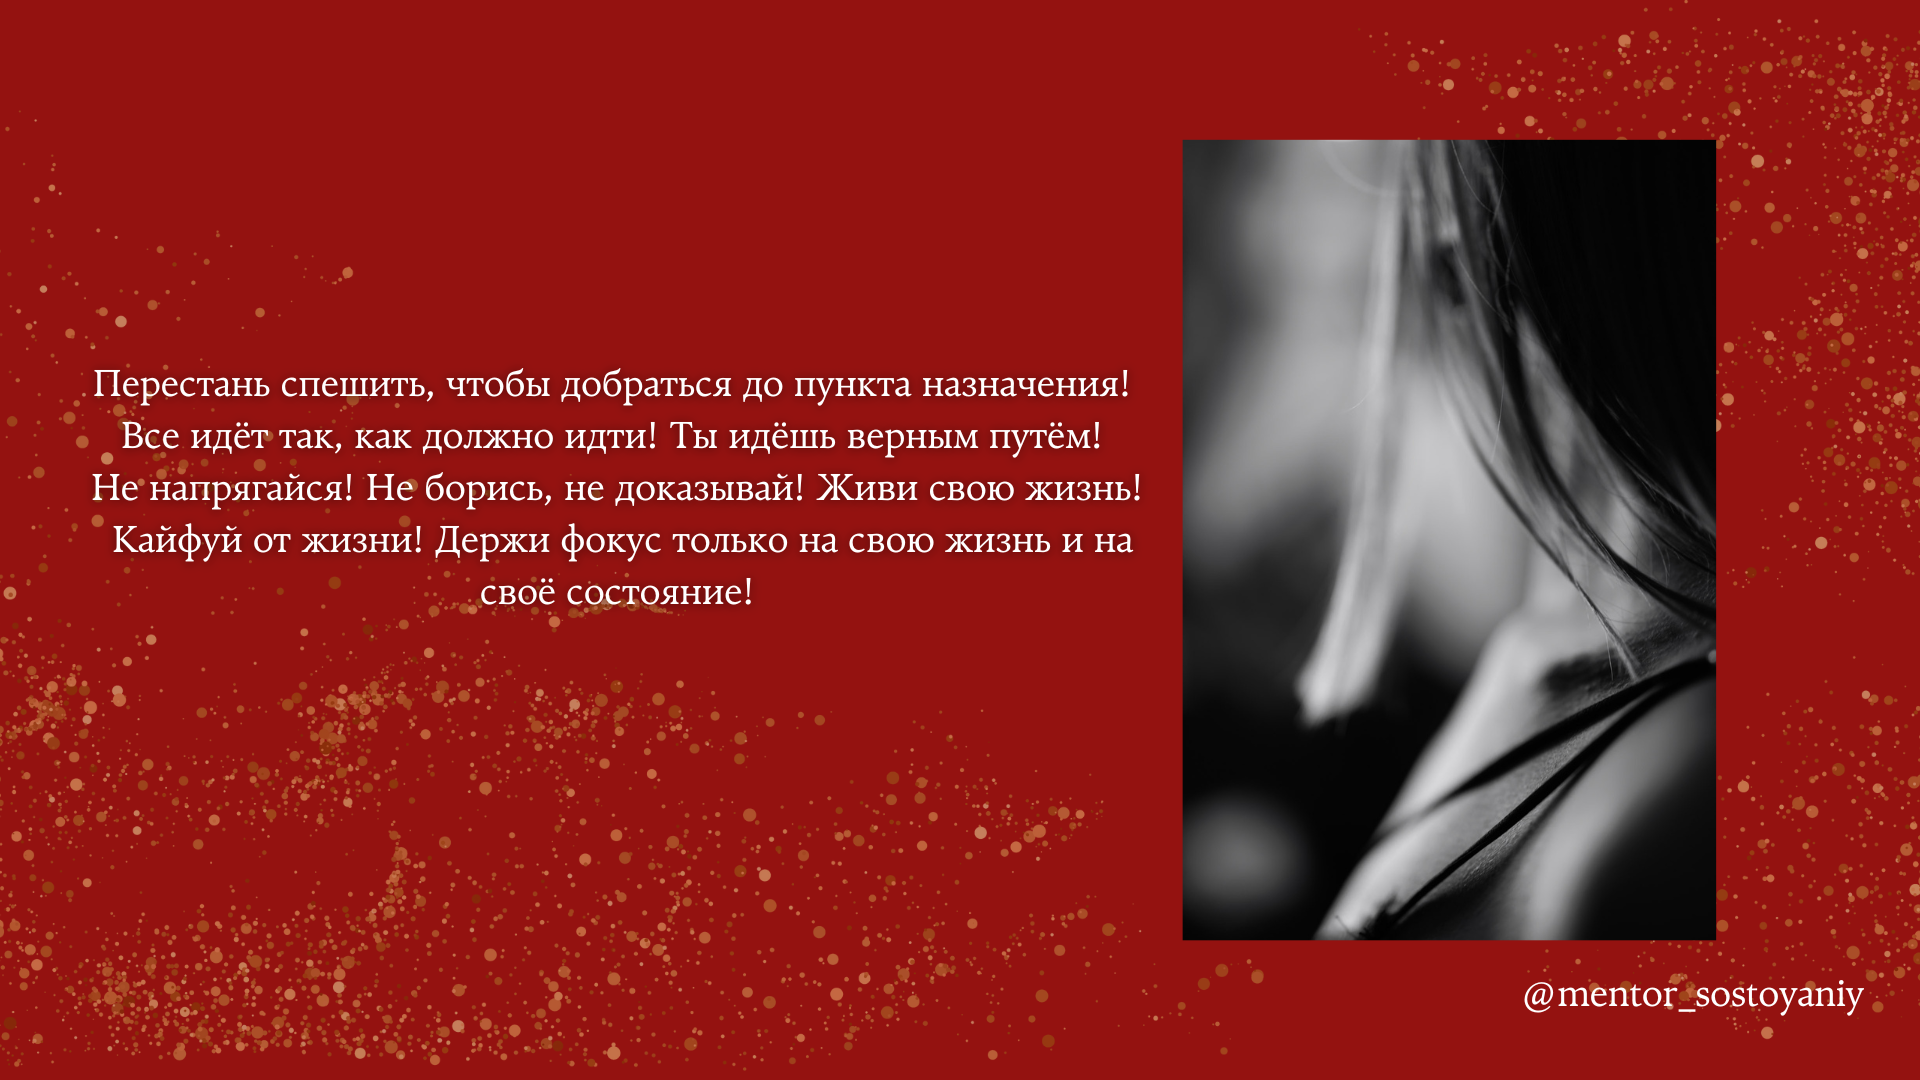 Перестань спешить, чтобы добраться до пункта назначения!
Все идёт так, как должно идти! Ты идёшь верным путём!
Не напрягайся! Не борись, не доказывай! Живи свою жизнь!
Кайфуй от жизни! Держи фокус только на свою жизнь и на
своё состояние!
@mentor_sostoyaniy